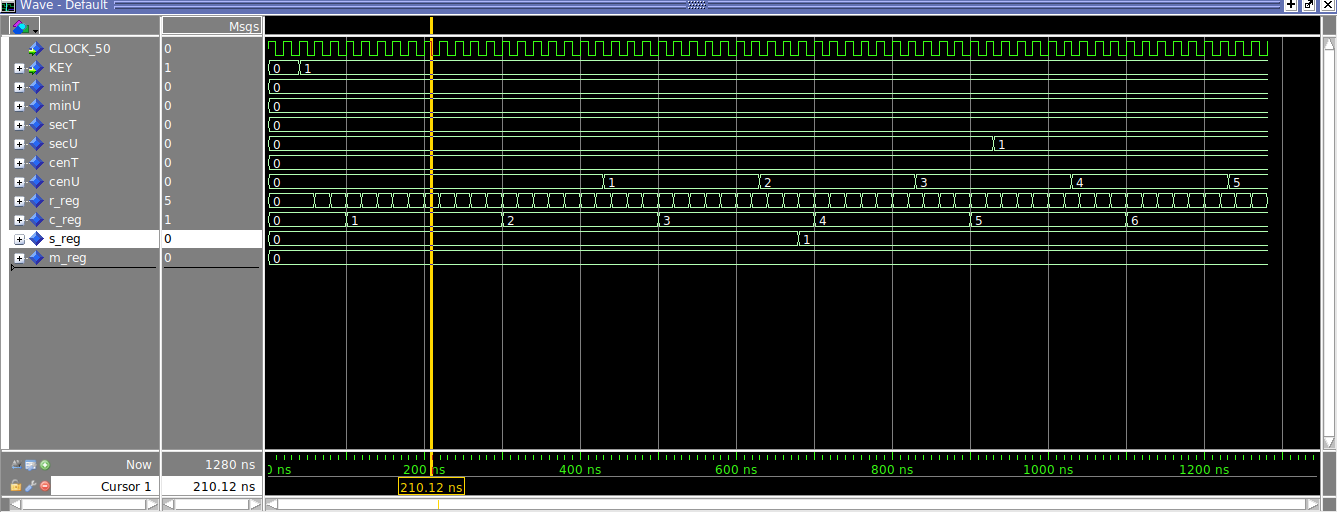 Wave - Default
Msgs
CLOCK_50 0
KEY 1 0 1
minT 0 0
minU 0 0
secT 0 0
secU 0 0 1
cenT 0 0
cenU 0 0 1 2 3 4 5
r_reg 5 0
c_reg 1 0 1 2 3 4 5 6
s_reg 0 0 1
m_reg 0 0
Now 1280 ns 0 ns 200 ns 400 ns 600 ns 800 ns 1000 ns 1200 ns
Cursor 1 210.12 ns 210.12 ns